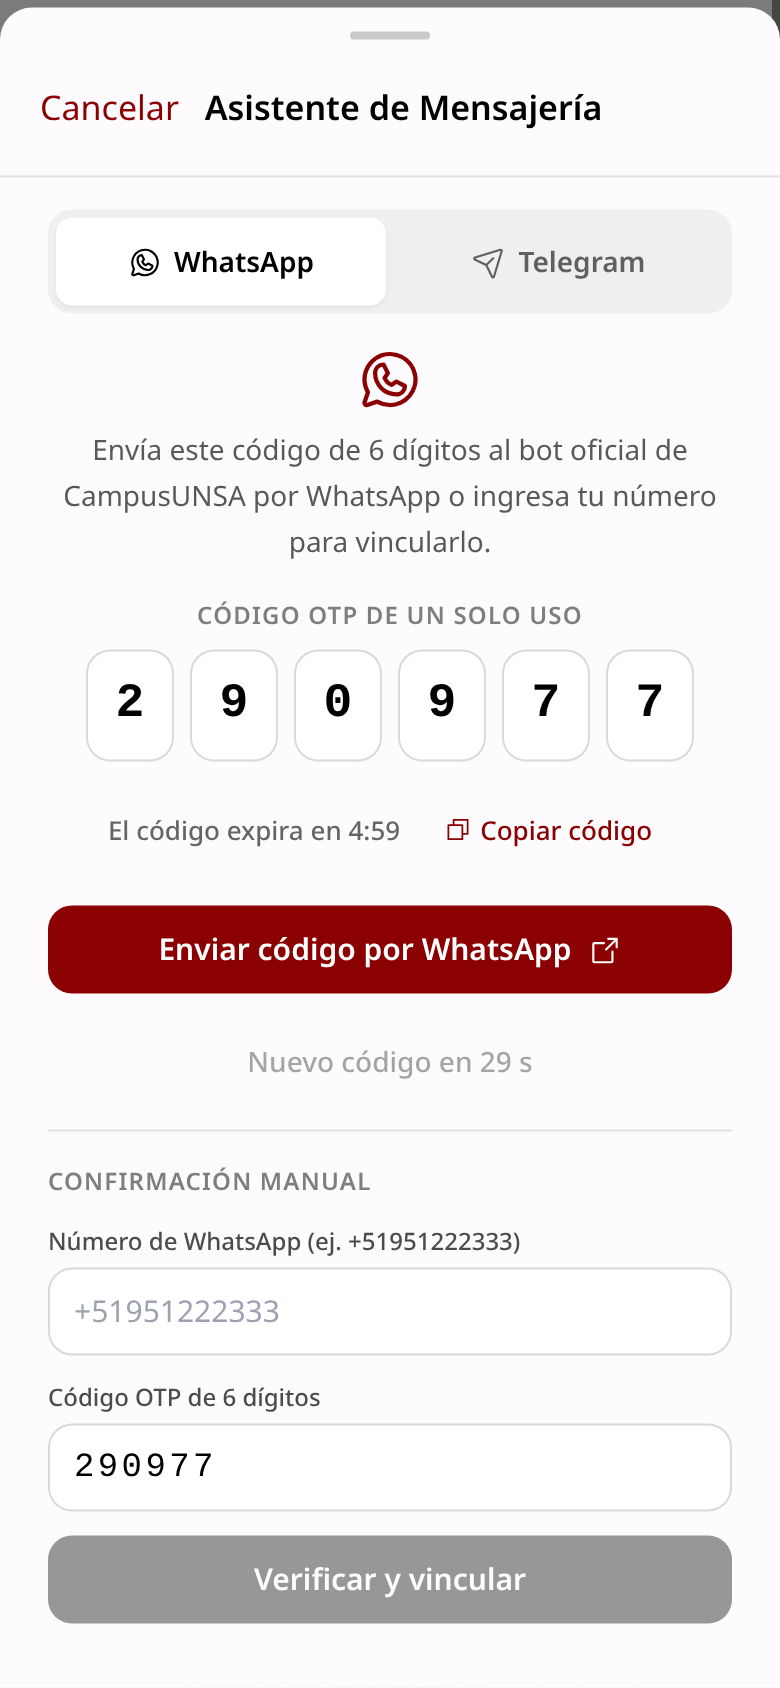 Cancelar Asistente de Mensajería
WhatsApp Telegram
Envía este código de 6 dígitos al bot oficial de
CampusUNSA por WhatsApp o ingresa tu número
para vincularlo.
CÓDIGO OTP DE UN SOLO USO
2 9 0 9 7 7
El código expira en 4:59 Copiar código
Enviar código por WhatsApp
Nuevo código en 29 s
CONFIRMACIÓN MANUAL
Número de WhatsApp (ej. +51951222333)
+51951222333
Código OTP de 6 dígitos
290977
Verificar y vincular